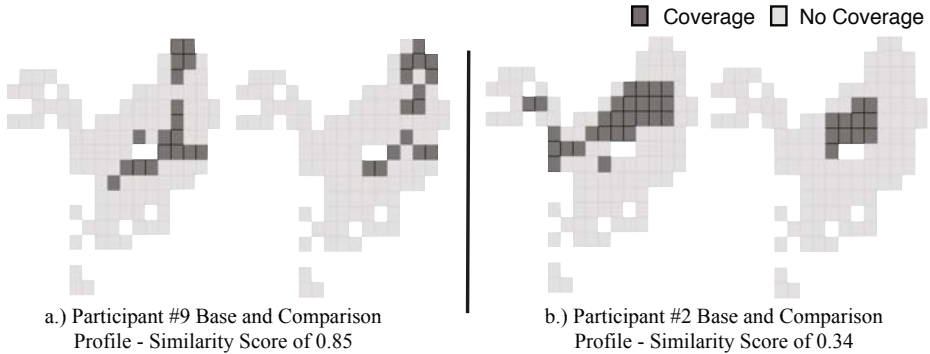 Coverage No Coverage
a.) Participant #9 Base and Comparison
Profile - Similarity Score of 0.85
b.) Participant #2 Base and Comparison
Profile - Similarity Score of 0.34